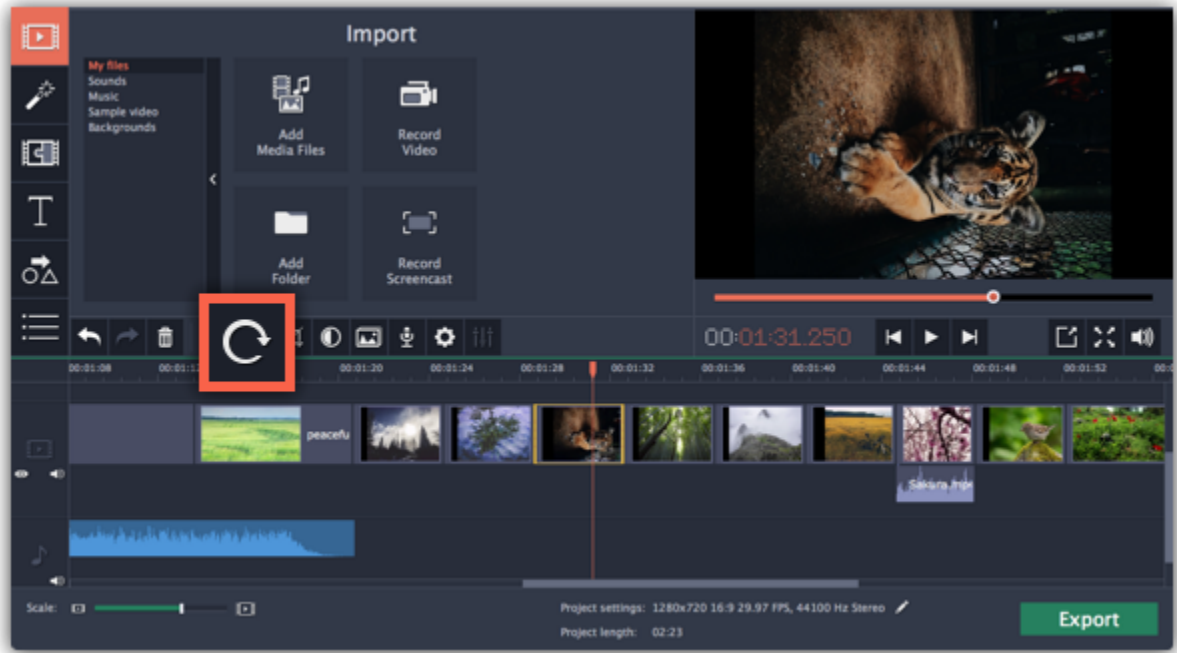 Import
My files
Sounds
Music
Sample video
Backgrounds
Add
Media Files
Record
Video
Add
Folder
Record
Screencast
T
00:01:31.250
00:01:08 00:01:12 00:01:20 00:01:24 00:01:28 00:01:32 00:01:36 00:01:40 00:01:44 00:01:48 00:01:52
peacefu
Sakura.mp
Scale:
Project settings: 1280x720 16:9 29.97 FPS, 44100 Hz Stereo
Project length: 02:23
Export